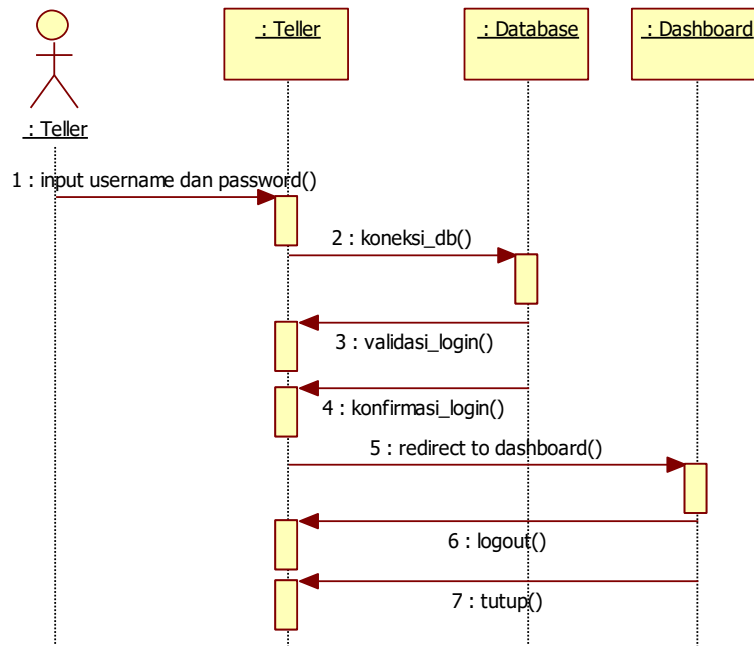 : Teller
: Database
: Dashboard
: Teller
1 : input username dan password()
2 : koneksi_db()
3 : validasi_login()
4 : konfirmasi_login()
5 : redirect to dashboard()
6 : logout()
7 : tutup()